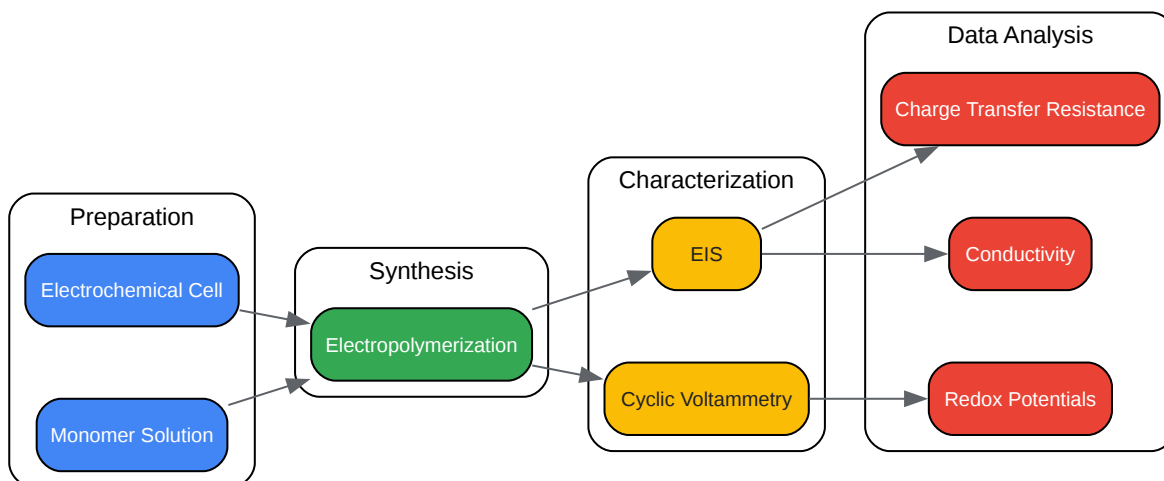 Preparation
Electrochemical Cell
Monomer Solution
Synthesis
Electropolymerization
Characterization
EIS
Cyclic Voltammetry
Data Analysis
Charge Transfer Resistance
Conductivity
Redox Potentials